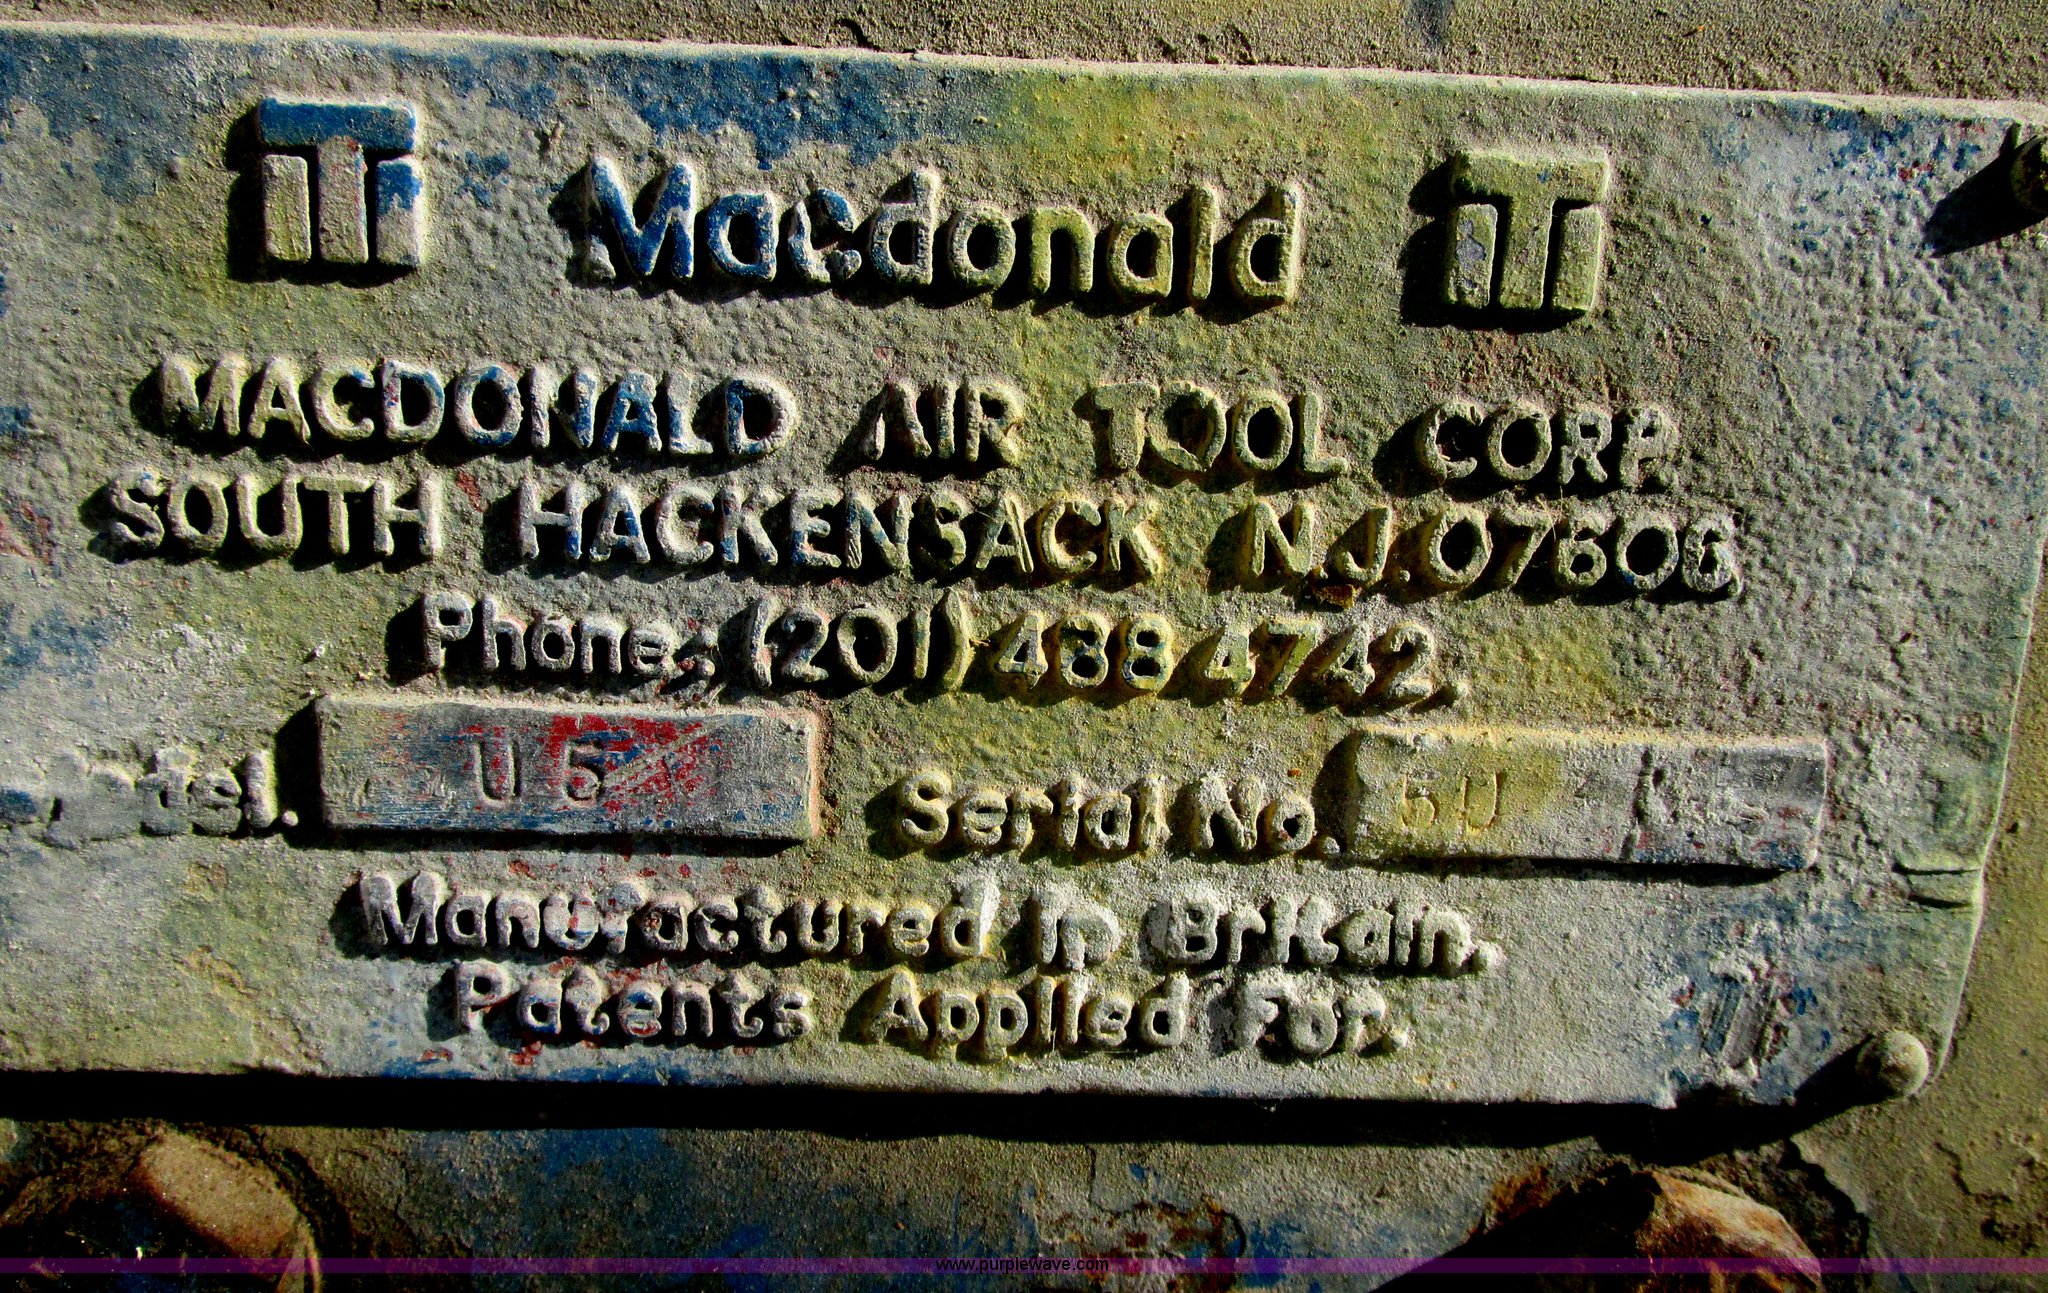 Macdonald
MACDONALD AIR TOOL CORP.
SOUTH HACKENSACK N.J.07606
Phone; (201) 488 4742.
Model. U 5 Serial No. 5U
Manufactured In Britain.
Patents Applied For.
www.purplewave.com